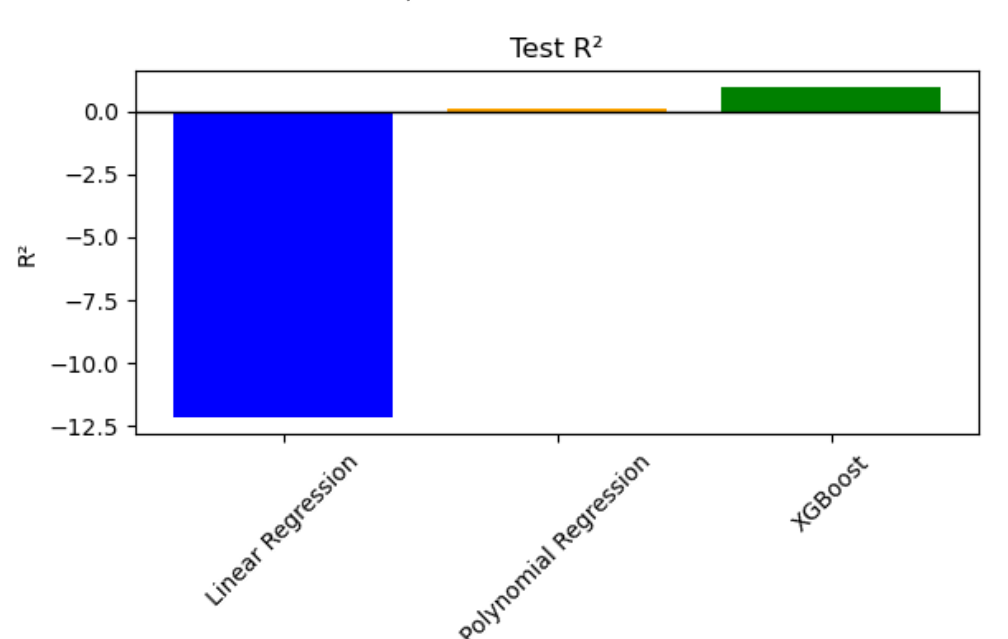 Test R²
0.0
−2.5
−5.0
−7.5
−10.0
−12.5
R²
Linear Regression
Polynomial Regression
XGBoost